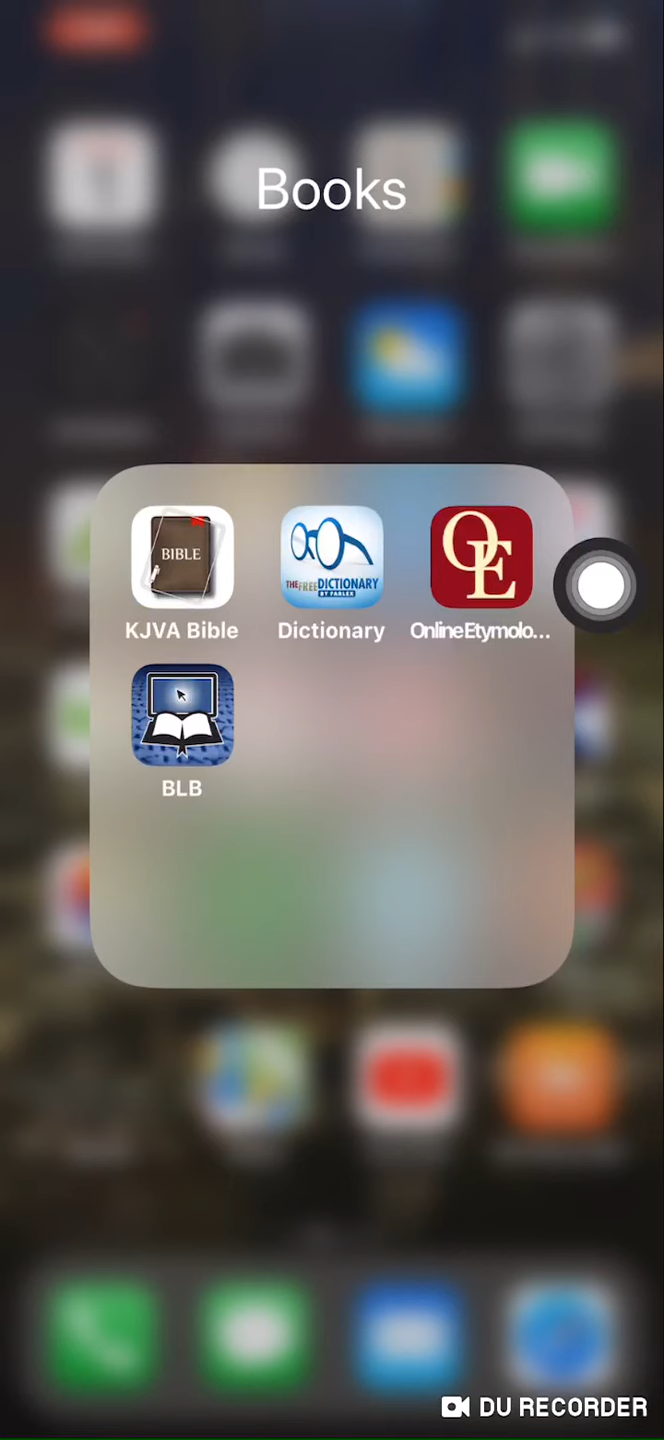 Books
BIBLE
THE FREE DICTIONARY
BY FARLEX
OE
KJVA Bible
Dictionary
OnlineEtymolo...
BLB
DU RECORDER